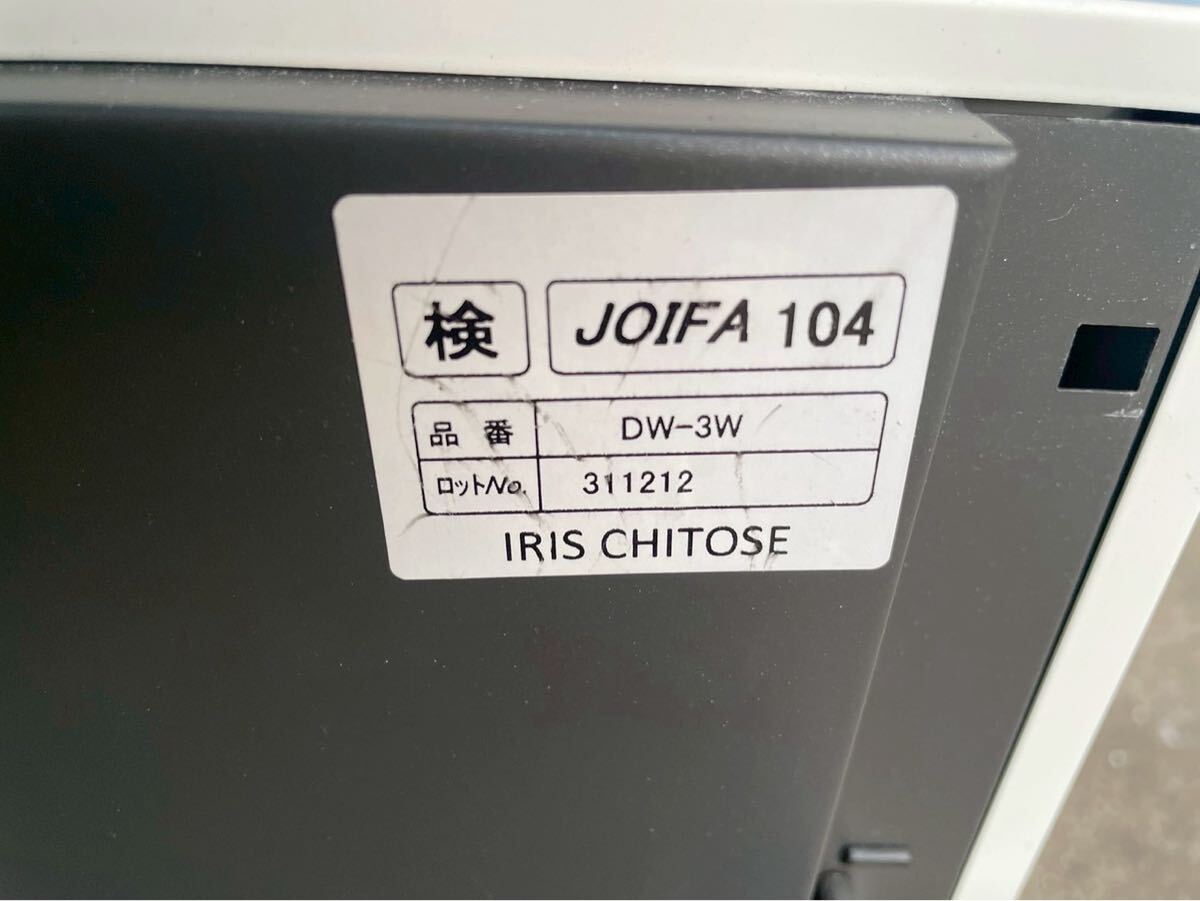 検 JOIFA 104
品 番 DW-3W
ロットNo. 311212
IRIS CHITOSE